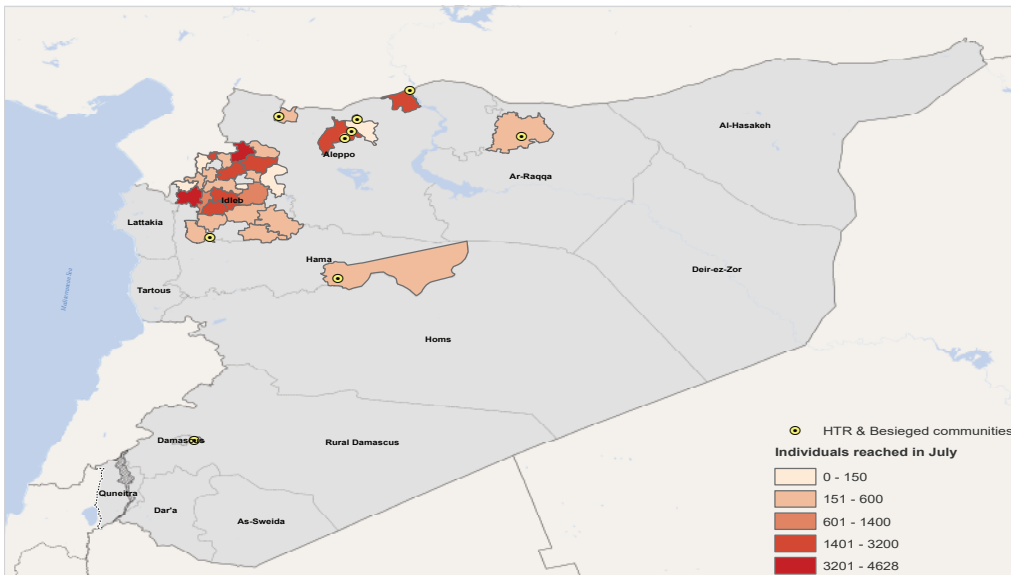 Al-Hasakeh
Aleppo
Ar-Raqqa
Idleb
Lattakia
Hama
Deir-ez-Zor
Tartous
Homs
HTR & Besieged communities
Damascus
Rural Damascus
Individuals reached in July
0 - 150
Quneitra
151 - 600
Dar'a
601 - 1400
As-Sweida
1401 - 3200
3201 - 4628